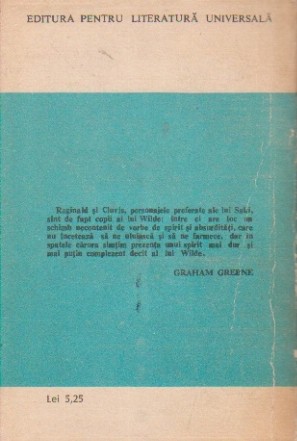 EDITURA PENTRU LITERATURĂ UNIVERSALĂ
Reginald și Clovis, personajele preferate ale lui Saki,
sînt de fapt copii ai lui Wilde: între ei are loc un
schimb necontenit de vorbe de spirit și absurdități, care
nu încetează să ne uluiască și să ne farmece, dar în
spatele cărora simțim prezența unui spirit mai dur și
mai puțin complezent decît al lui Wilde.
GRAHAM GREENE
Lei 5,25